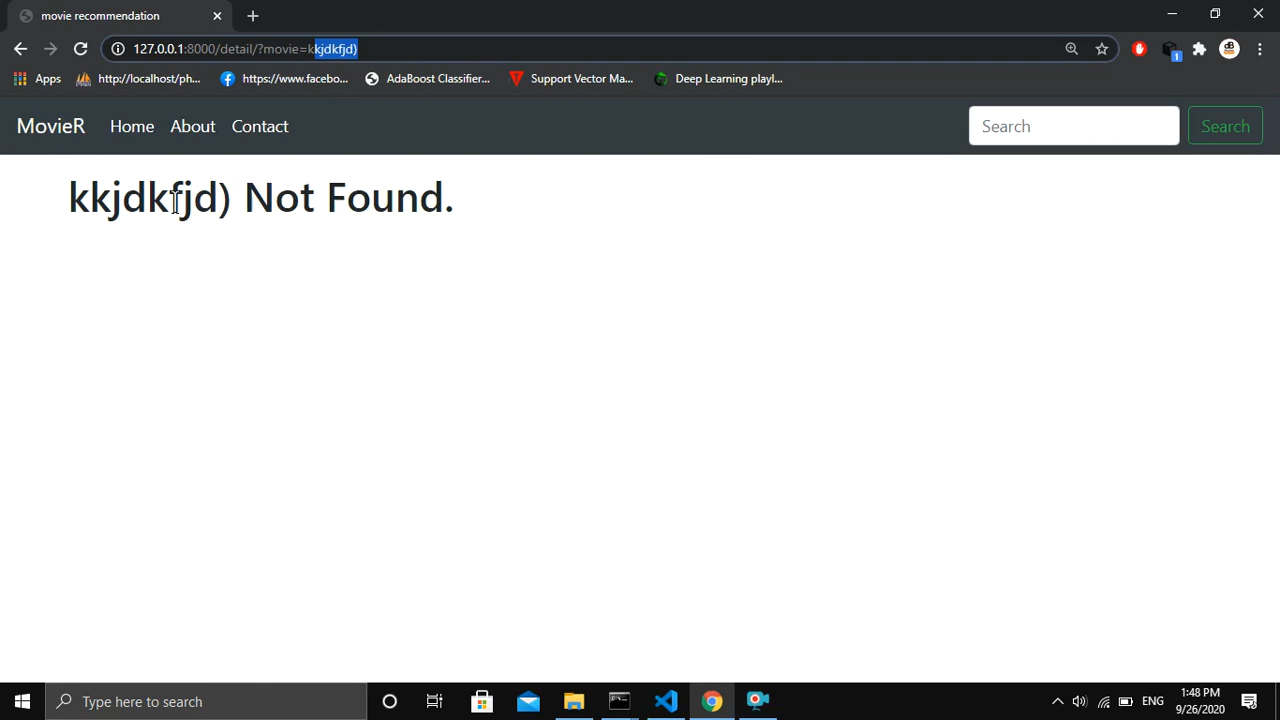 movie recommendation
127.0.0.1:8000/detail/?movie=kkjdkfjd)
Apps http://localhost/ph... https://www.facebo... AdaBoost Classifier... Support Vector Ma... Deep Learning playl...
1
MovieR Home About Contact Search Search
kkjdkfjd) Not Found.
Type here to search
ENG
1:48 PM
9/26/2020